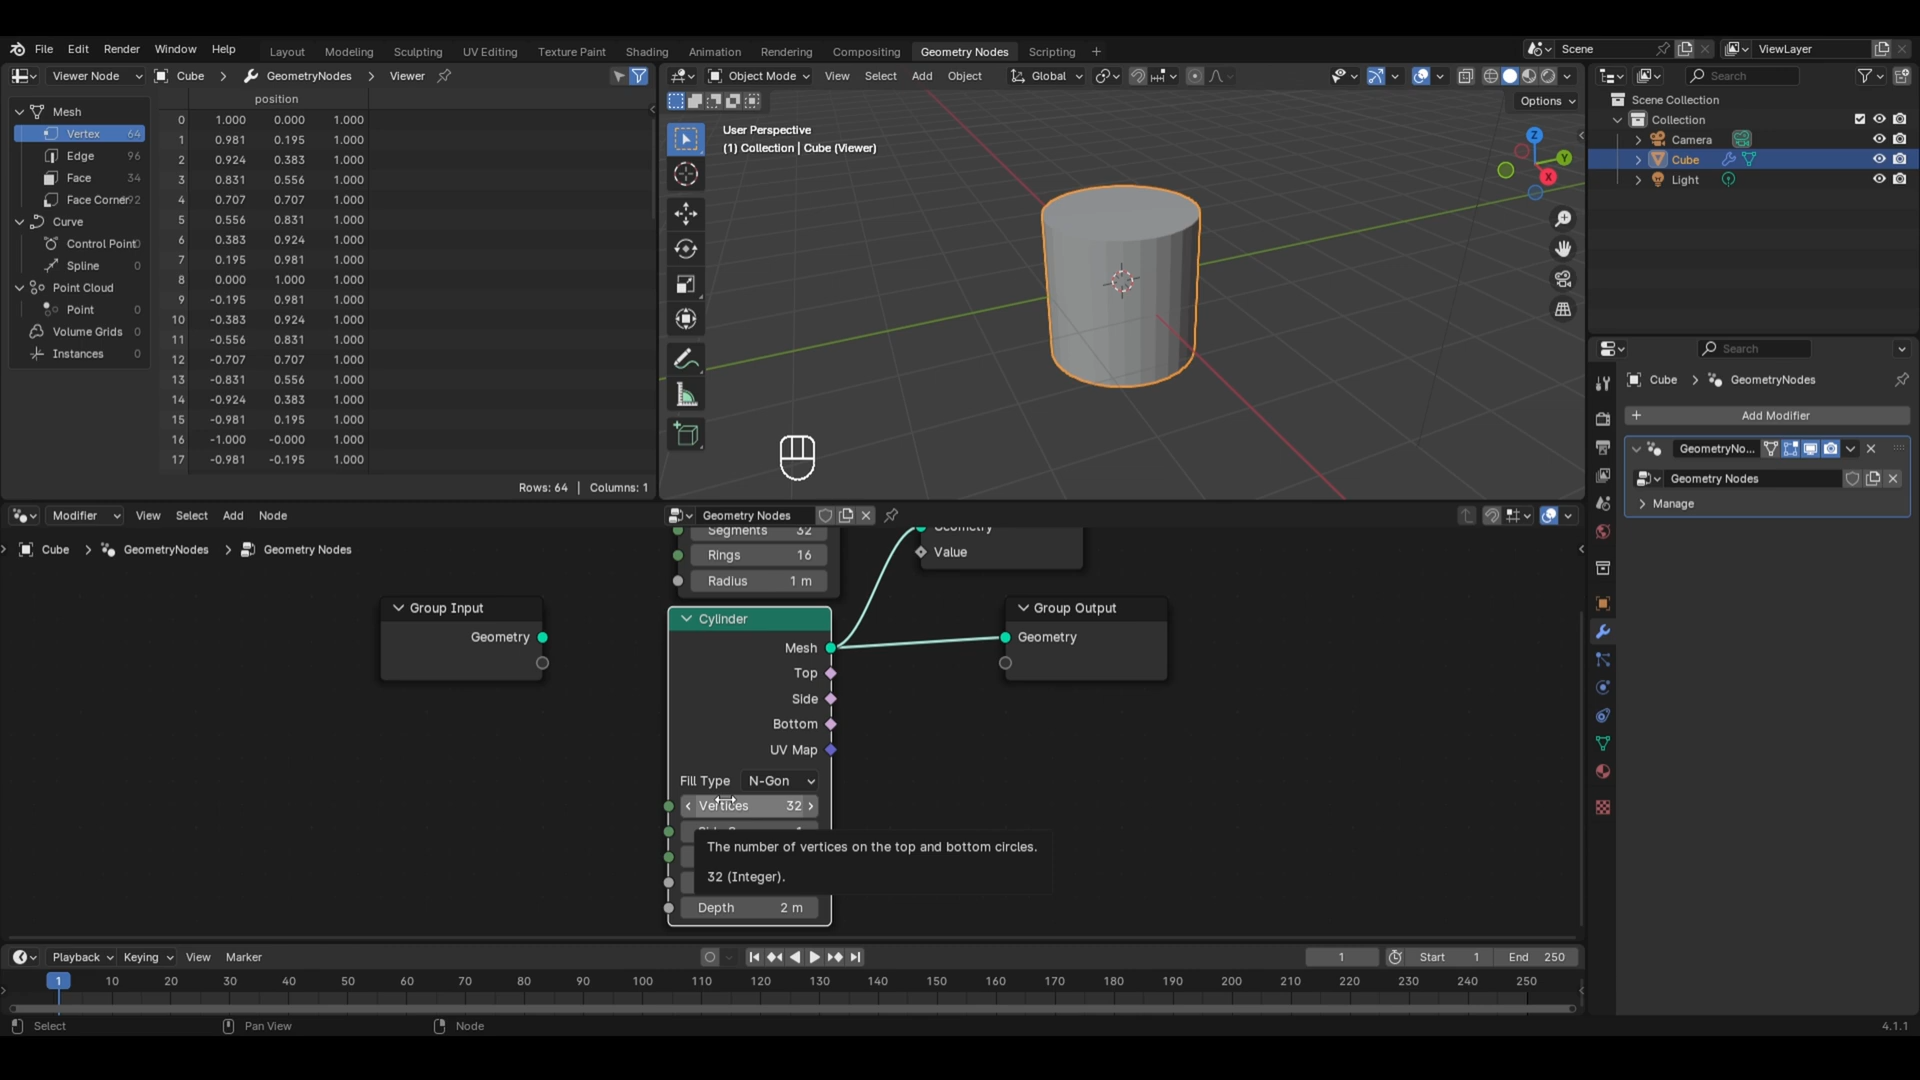 File Edit Render Window Help
Layout Modeling Sculpting UV Editing Texture Paint Shading Animation Rendering Compositing Geometry Nodes Scripting +
Scene
ViewLayer
Viewer Node
Cube > GeometryNodes > Viewer
Mesh
Vertex 64
Edge 96
Face 34
Face Corner
Curve
Control Point
Spline 0
Point Cloud
Point 0
Volume Grids 0
Instances 0
position
0 1.000 0.000 1.000
1 0.981 0.195 1.000
2 0.924 0.383 1.000
3 0.831 0.556 1.000
4 0.707 0.707 1.000
5 0.556 0.831 1.000
6 0.383 0.924 1.000
7 0.195 0.981 1.000
8 0.000 1.000 1.000
9 -0.195 0.981 1.000
10 -0.383 0.924 1.000
11 -0.556 0.831 1.000
12 -0.707 0.707 1.000
13 -0.831 0.556 1.000
14 -0.924 0.383 1.000
15 -0.981 0.195 1.000
16 -1.000 -0.000 1.000
17 -0.981 -0.195 1.000
Rows: 64 | Columns: 1
Object Mode View Select Add Object Global
Options
User Perspective
(1) Collection | Cube (Viewer)
Z
Y
X
Search
Scene Collection
Collection
Camera
Cube
Light
Search
Cube > GeometryNodes
+ Add Modifier
GeometryNo...
Geometry Nodes
Manage
Modifier View Select Add Node
Geometry Nodes
Cube > GeometryNodes > Geometry Nodes
Segments 32
Rings 16
Radius 1 m
Geometry
Value
Group Input
Geometry
Cylinder
Mesh
Top
Side
Bottom
UV Map
Fill Type N-Gon
Vertices 32
The number of vertices on the top and bottom circles.
32 (Integer).
Depth 2 m
Group Output
Geometry
Playback Keying View Marker
1
Start 1
End 250
1 10 20 30 40 50 60 70 80 90 100 110 120 130 140 150 160 170 180 190 200 210 220 230 240 250
Select
Pan View
Node
4.1.1